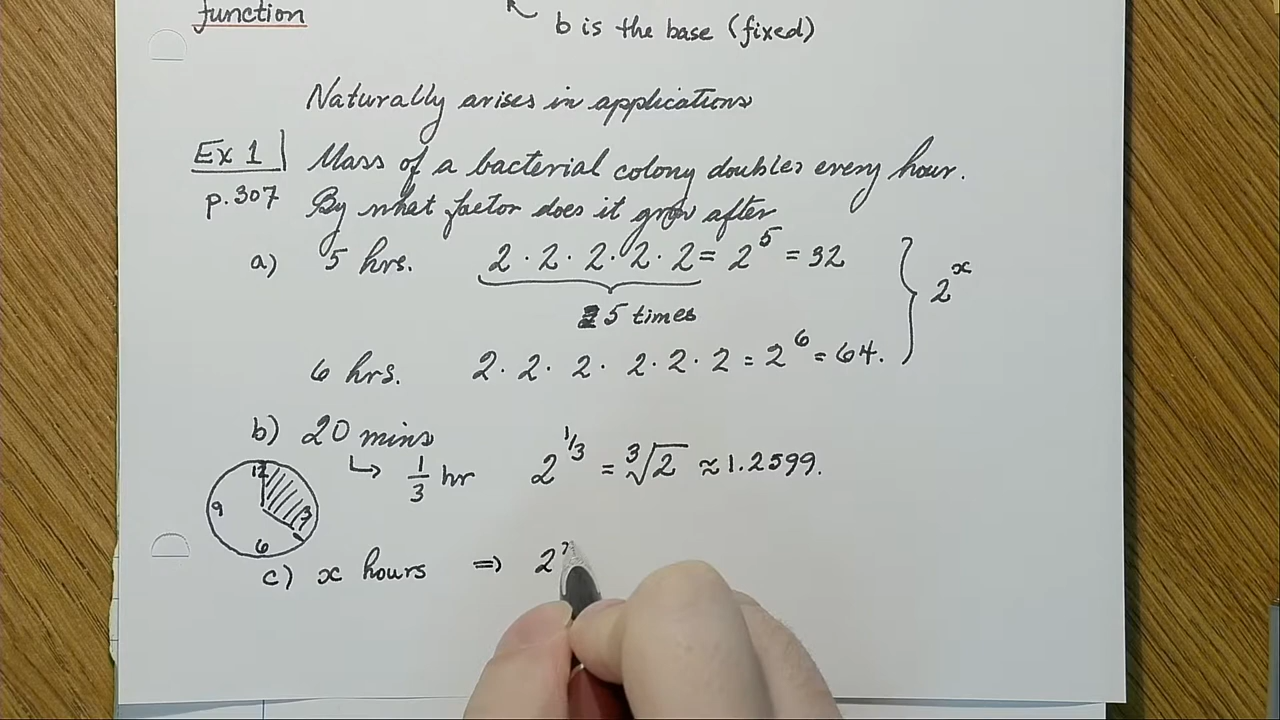 function
b is the base (fixed)
Naturally arises in applications
Ex 1 Mass of a bacterial colony doubles every hour.
p.307 By what factor does it grow after
a) 5 hrs. 2 · 2 · 2 · 2 · 2 = 2^5 = 32
2^x
5 times
6 hrs. 2 · 2 · 2 · 2 · 2 · 2 = 2^6 = 64.
b) 20 mins
↳ 1/3 hr 2^(1/3) = ∛2 ≈ 1.2599.
12
9 3
6
c) x hours ⇒ 2